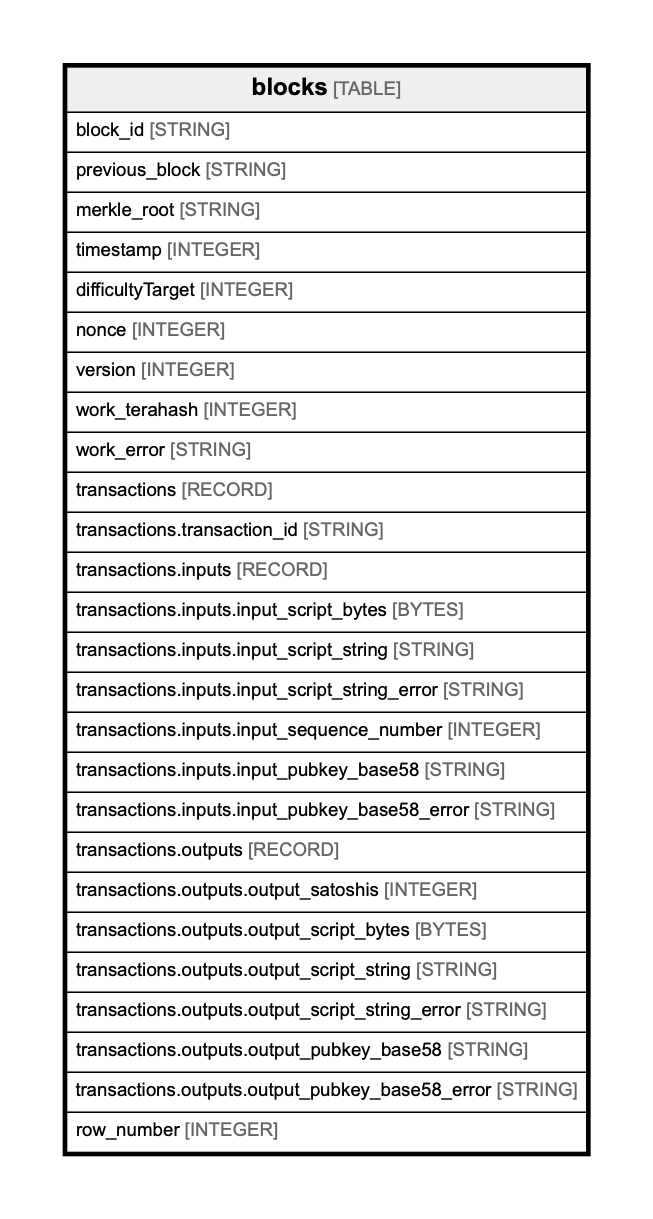 blocks [TABLE]
block_id [STRING]
previous_block [STRING]
merkle_root [STRING]
timestamp [INTEGER]
difficultyTarget [INTEGER]
nonce [INTEGER]
version [INTEGER]
work_terahash [INTEGER]
work_error [STRING]
transactions [RECORD]
transactions.transaction_id [STRING]
transactions.inputs [RECORD]
transactions.inputs.input_script_bytes [BYTES]
transactions.inputs.input_script_string [STRING]
transactions.inputs.input_script_string_error [STRING]
transactions.inputs.input_sequence_number [INTEGER]
transactions.inputs.input_pubkey_base58 [STRING]
transactions.inputs.input_pubkey_base58_error [STRING]
transactions.outputs [RECORD]
transactions.outputs.output_satoshis [INTEGER]
transactions.outputs.output_script_bytes [BYTES]
transactions.outputs.output_script_string [STRING]
transactions.outputs.output_script_string_error [STRING]
transactions.outputs.output_pubkey_base58 [STRING]
transactions.outputs.output_pubkey_base58_error [STRING]
row_number [INTEGER]